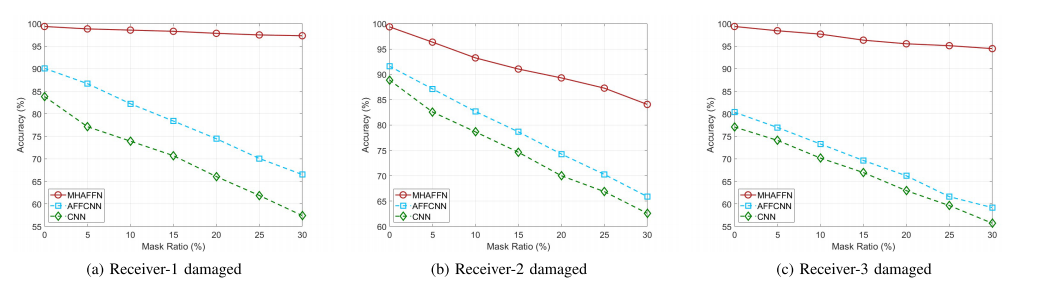 100
95
90
85
80
75
70
65
60
55
Accuracy (%)
MHAFFN
AFFCNN
CNN
0 5 10 15 20 25 30
Mask Ratio (%)
(a) Receiver-1 damaged
100
95
90
85
80
75
70
65
60
Accuracy (%)
MHAFFN
AFFCNN
CNN
0 5 10 15 20 25 30
Mask Ratio (%)
(b) Receiver-2 damaged
100
95
90
85
80
75
70
65
60
55
Accuracy (%)
MHAFFN
AFFCNN
CNN
0 5 10 15 20 25 30
Mask Ratio (%)
(c) Receiver-3 damaged